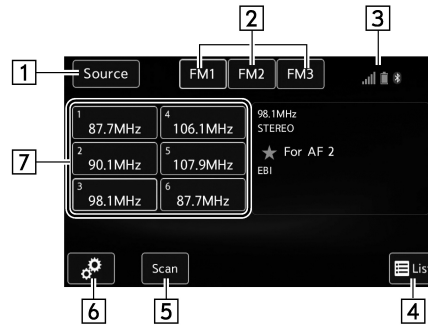 2
3
1
Source
FM1
FM2
FM3
1
87.7MHz
4
106.1MHz
98.1MHz
STEREO
7
2
90.1MHz
5
107.9MHz
★ For AF 2
EBI
3
98.1MHz
6
87.7MHz
Scan
Lis
6
5
4